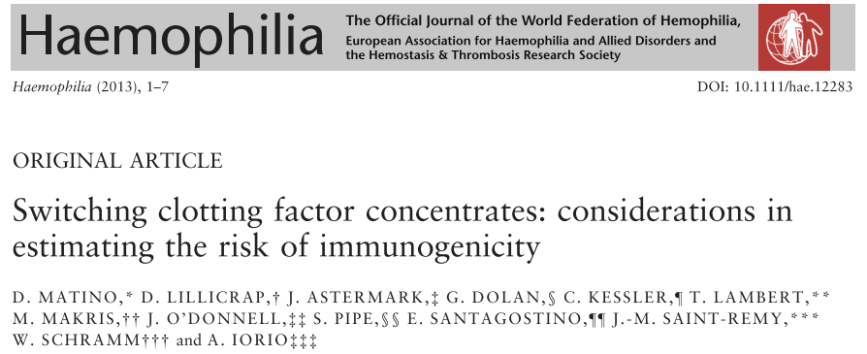 Haemophilia
The Official Journal of the World Federation of Hemophilia,
European Association for Haemophilia and Allied Disorders and
the Hemostasis & Thrombosis Research Society
Haemophilia (2013), 1–7
DOI: 10.1111/hae.12283
ORIGINAL ARTICLE
Switching clotting factor concentrates: considerations in
estimating the risk of immunogenicity
D. MATINO,* D. LILLICRAP,† J. ASTERMARK,‡ G. DOLAN,§ C. KESSLER,¶ T. LAMBERT,**
M. MAKRIS,†† J. O'DONNELL,‡‡ S. PIPE,§§ E. SANTAGOSTINO,¶¶ J.-M. SAINT-REMY,***
W. SCHRAMM††† and A. IORIO‡‡‡